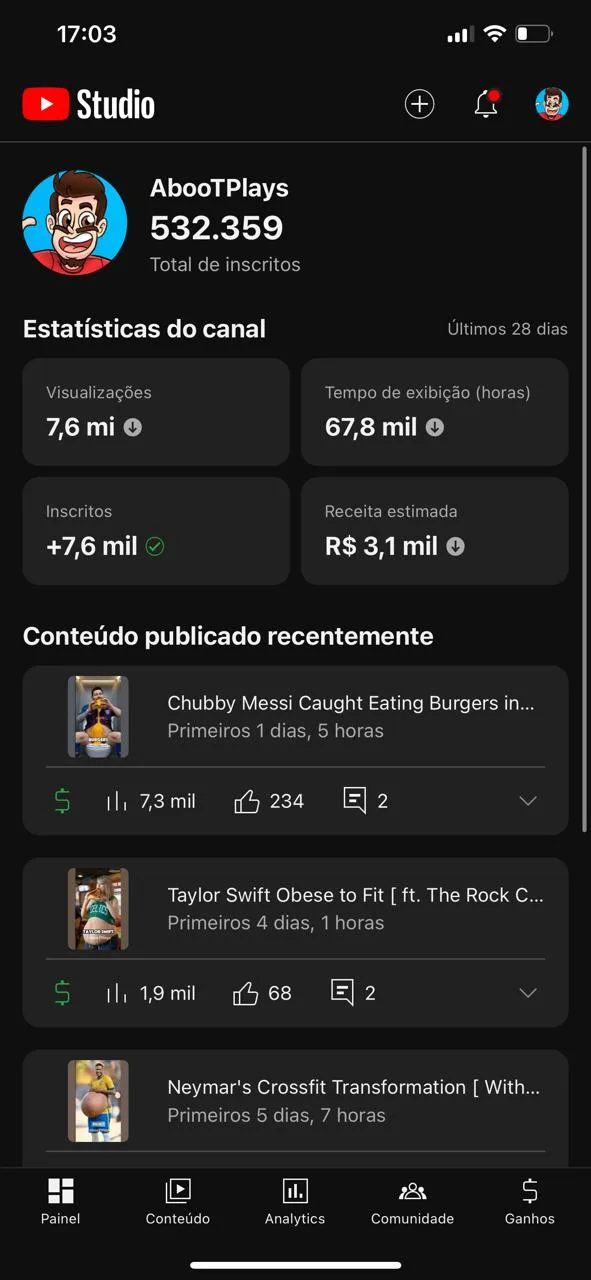 17:03
Studio
AbooTPlays
532.359
Total de inscritos
Estatísticas do canal
Últimos 28 dias
Visualizações
7,6 mi
Tempo de exibição (horas)
67,8 mil
Inscritos
+7,6 mil
Receita estimada
R$ 3,1 mil
Conteúdo publicado recentemente
BURGERS
Chubby Messi Caught Eating Burgers in...
Primeiros 1 dias, 5 horas
7,3 mil
234
2
CELTICS
TAYLOR SWIFT
Taylor Swift Obese to Fit [ ft. The Rock C...
Primeiros 4 dias, 1 horas
1,9 mil
68
2
Neymar's Crossfit Transformation [ With...
Primeiros 5 dias, 7 horas
Painel
Conteúdo
Analytics
Comunidade
Ganhos